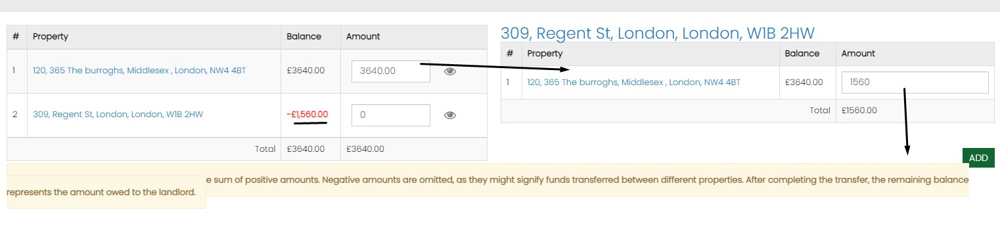 # Property Balance Amount
1 120, 365 The burroghs, Middlesex , London, NW4 4BT £3640.00 3640.00
2 309, Regent St, London, London, W1B 2HW -£1,560.00 0
Total £3640.00 £3640.00
309, Regent St, London, London, W1B 2HW
# Property Balance Amount
1 120, 365 The burroghs, Middlesex , London, NW4 4BT £3640.00 1560
Total £1560.00
ADD
e sum of positive amounts. Negative amounts are omitted, as they might signify funds transferred between different properties. After completing the transfer, the remaining balance
represents the amount owed to the landlord.